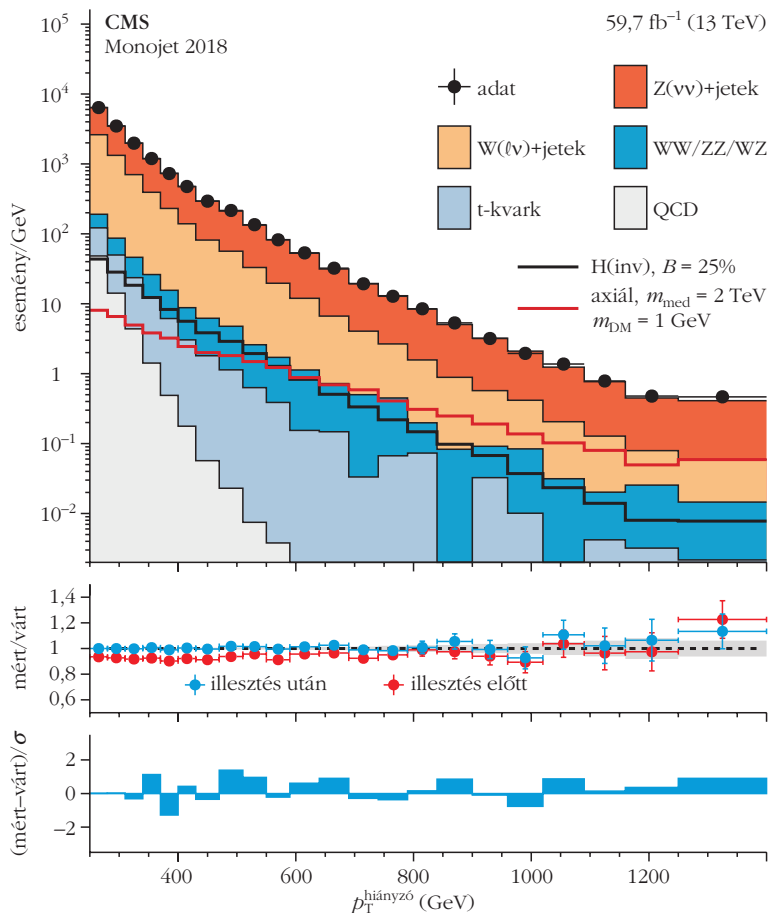 CMS
Monojet 2018
59,7 fb⁻¹ (13 TeV)
adat
Z(νν)+jetek
W(ℓν)+jetek
WW/ZZ/WZ
t-kvark
QCD
H(inv), B = 25%
axiál, m_med = 2 TeV
m_DM = 1 GeV
esemény/GeV
10⁵
10⁴
10³
10²
10
1
10⁻¹
10⁻²
mért/várt
1,4
1,2
1
0,8
0,6
illesztés után
illesztés előtt
(mért–várt)/σ
2
0
−2
400 600 800 1000 1200
p_T^hiányzó (GeV)